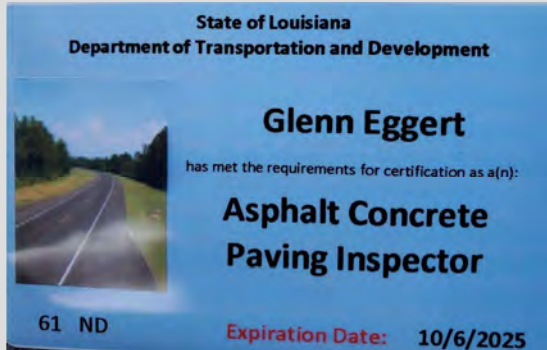 State of Louisiana
Department of Transportation and Development
Glenn Eggert
has met the requirements for certification as a(n):
Asphalt Concrete
Paving Inspector
61 ND
Expiration Date: 10/6/2025